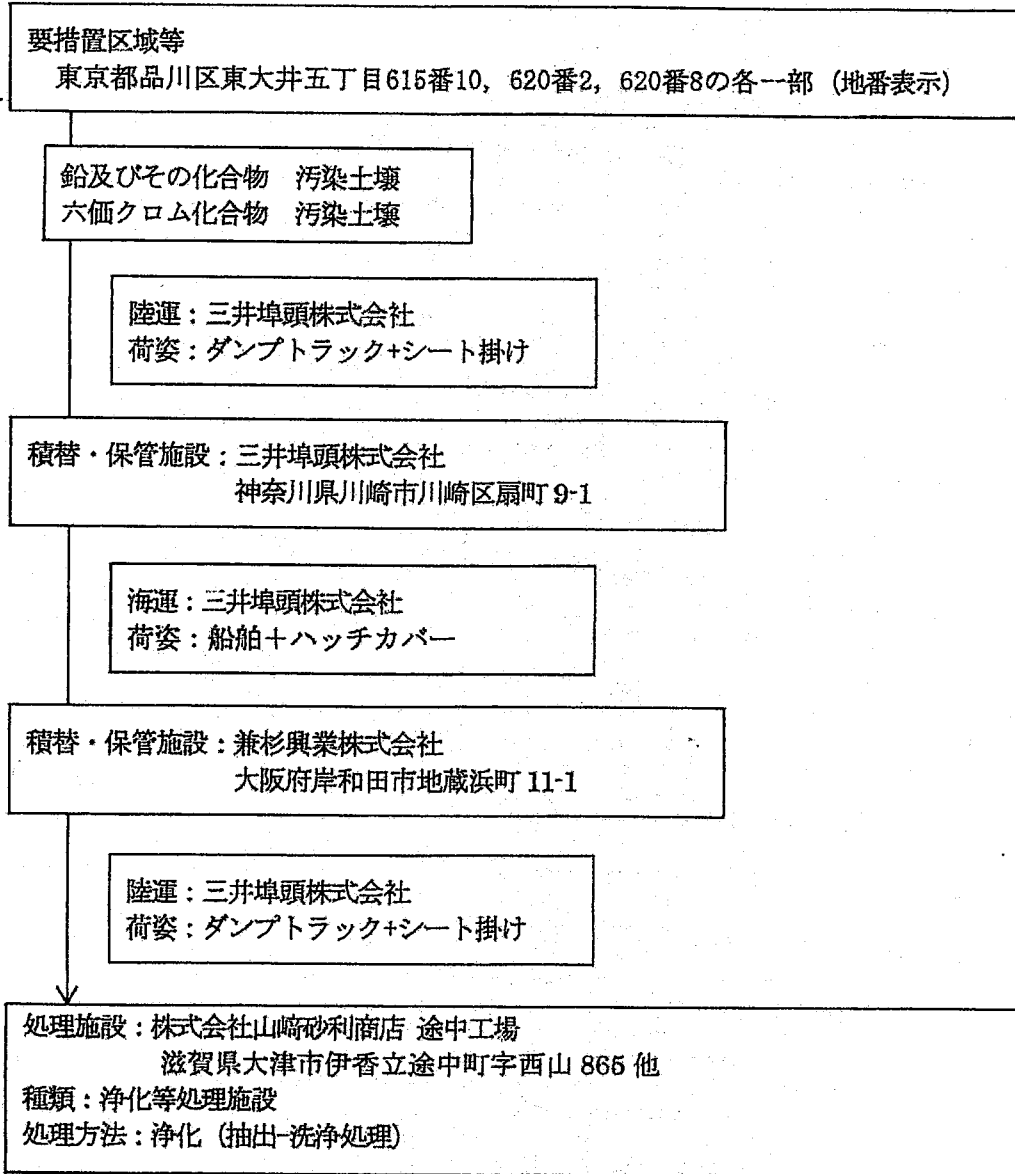 要措置区域等
東京都品川区東大井五丁目615番10, 620番2, 620番8の各一部 (地番表示)
鉛及びその化合物 汚染土壌
六価クロム化合物 汚染土壌
陸運：三井埠頭株式会社
荷姿：ダンプトラック+シート掛け
積替・保管施設：三井埠頭株式会社
神奈川県川崎市川崎区扇町 9-1
海運：三井埠頭株式会社
荷姿：船舶＋ハッチカバー
積替・保管施設：兼杉興業株式会社
大阪府岸和田市地蔵浜町 11-1
陸運：三井埠頭株式会社
荷姿：ダンプトラック+シート掛け
処理施設：株式会社山﨑砂利商店 途中工場
滋賀県大津市伊香立途中町字西山 865 他
種類：浄化等処理施設
処理方法：浄化 (抽出-洗浄処理)